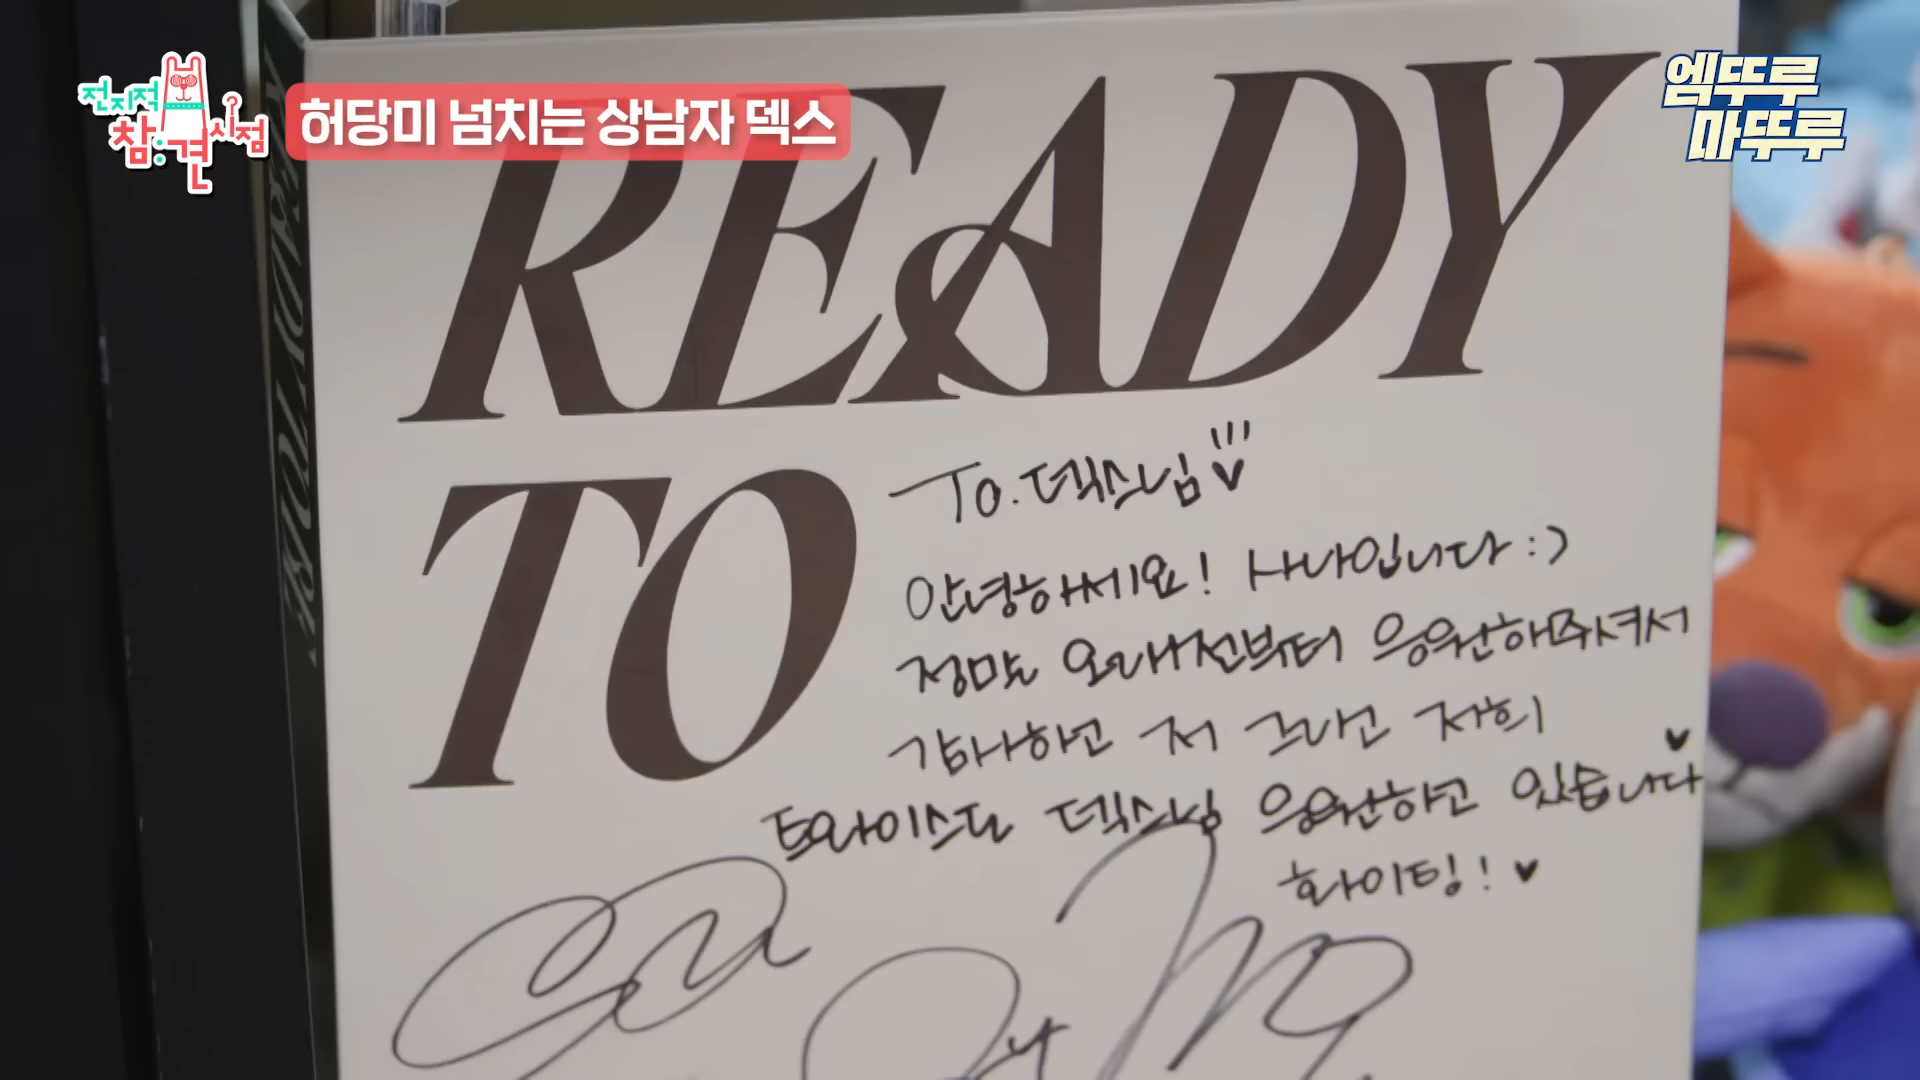 전지적
참견
시점
허당미 넘치는 상남자 덱스
엠뚜루
마뚜루
READY
TO
To. 덱스님
안녕하세요! 사나입니다 :)
정말 오래전부터 응원해주셔서
감사하고 저 그리고 저희
트와이스도 덱스님 응원하고 있습니다
화이팅!